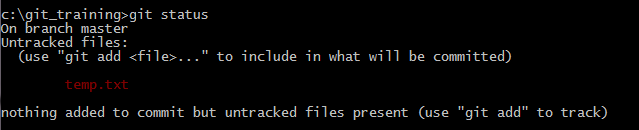 c:\git_training>git status
On branch master
Untracked files:
  (use "git add <file>..." to include in what will be committed)
        temp.txt
nothing added to commit but untracked files present (use "git add" to track)